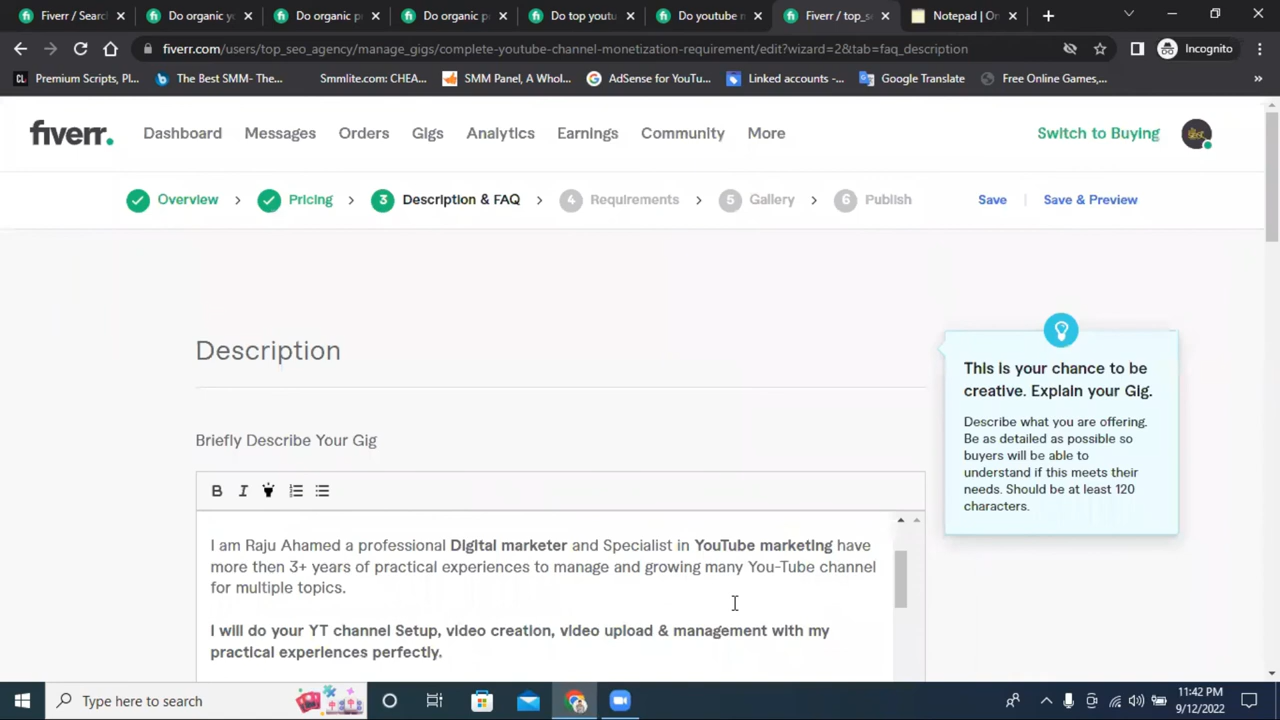 Fiverr / Searc
Do organic yo
Do organic pr
Do organic p
Do top youtu
Do youtube m
Fiverr / top_se
Notepad | On
fiverr.com/users/top_seo_agency/manage_gigs/complete-youtube-channel-monetization-requirement/edit?wizard=2&tab=faq_description
Incognito
Premium Scripts, Pl...
The Best SMM- The...
Smmlite.com: CHEA...
SMM Panel, A Whol...
AdSense for YouTu...
Linked accounts -...
Google Translate
Free Online Games,...
fiverr.
Dashboard
Messages
Orders
Gigs
Analytics
Earnings
Community
More
Switch to Buying
Overview
Pricing
3 Description & FAQ
4 Requirements
5 Gallery
6 Publish
Save
Save & Preview
Description
Briefly Describe Your Gig
B I
I am Raju Ahamed a professional Digital marketer and Specialist in YouTube marketing have
more then 3+ years of practical experiences to manage and growing many You-Tube channel
for multiple topics.
I will do your YT channel Setup, video creation, video upload & management with my
practical experiences perfectly.
This is your chance to be
creative. Explain your Gig.
Describe what you are offering.
Be as detailed as possible so
buyers will be able to
understand if this meets their
needs. Should be at least 120
characters.
Type here to search
11:42 PM
9/12/2022